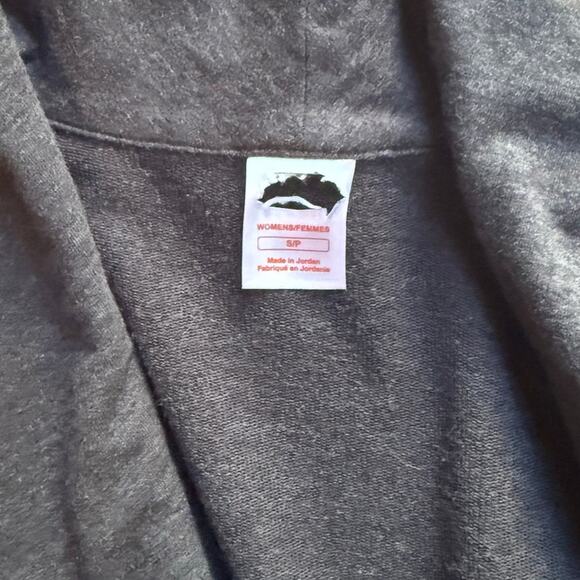 WOMENS/FEMMES
S/P
Made in Jordan
Fabriqué en Jordanie